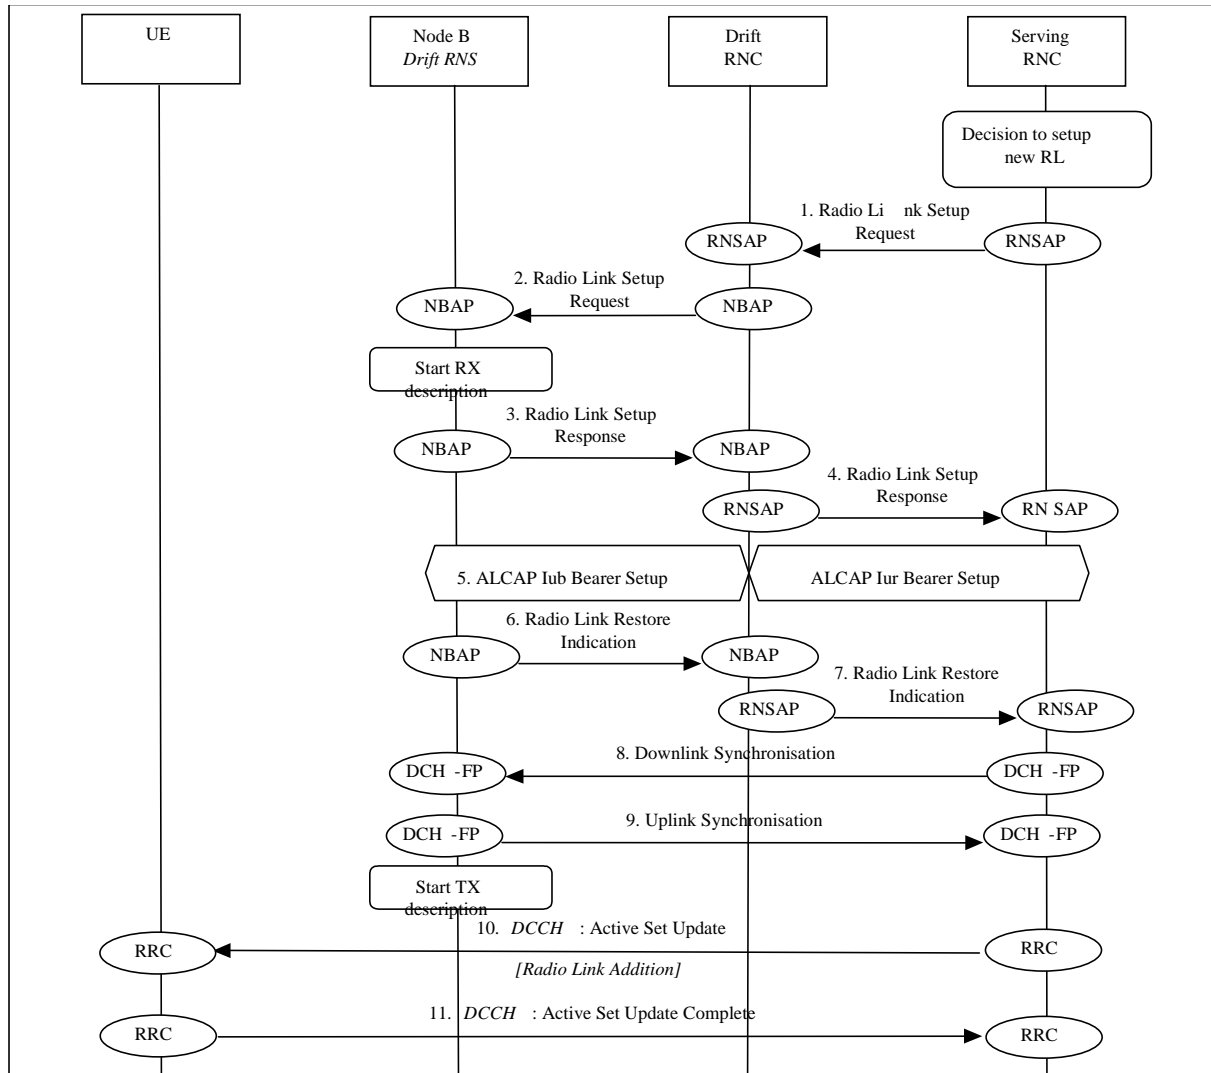 UE
Node B
Drift RNS
Drift
RNC
Serving
RNC
Decision to setup
new RL
1. Radio Li nk Setup
Request
RNSAP
RNSAP
2. Radio Link Setup
Request
NBAP
NBAP
Start RX
description
3. Radio Link Setup
Response
NBAP
NBAP
4. Radio Link Setup
Response
RNSAP
RN SAP
5. ALCAP Iub Bearer Setup
ALCAP Iur Bearer Setup
6. Radio Link Restore
Indication
NBAP
NBAP
7. Radio Link Restore
Indication
RNSAP
RNSAP
8. Downlink Synchronisation
DCH -FP
DCH -FP
9. Uplink Synchronisation
DCH -FP
DCH -FP
Start TX
description
10. DCCH : Active Set Update
RRC
RRC
[Radio Link Addition]
11. DCCH : Active Set Update Complete
RRC
RRC